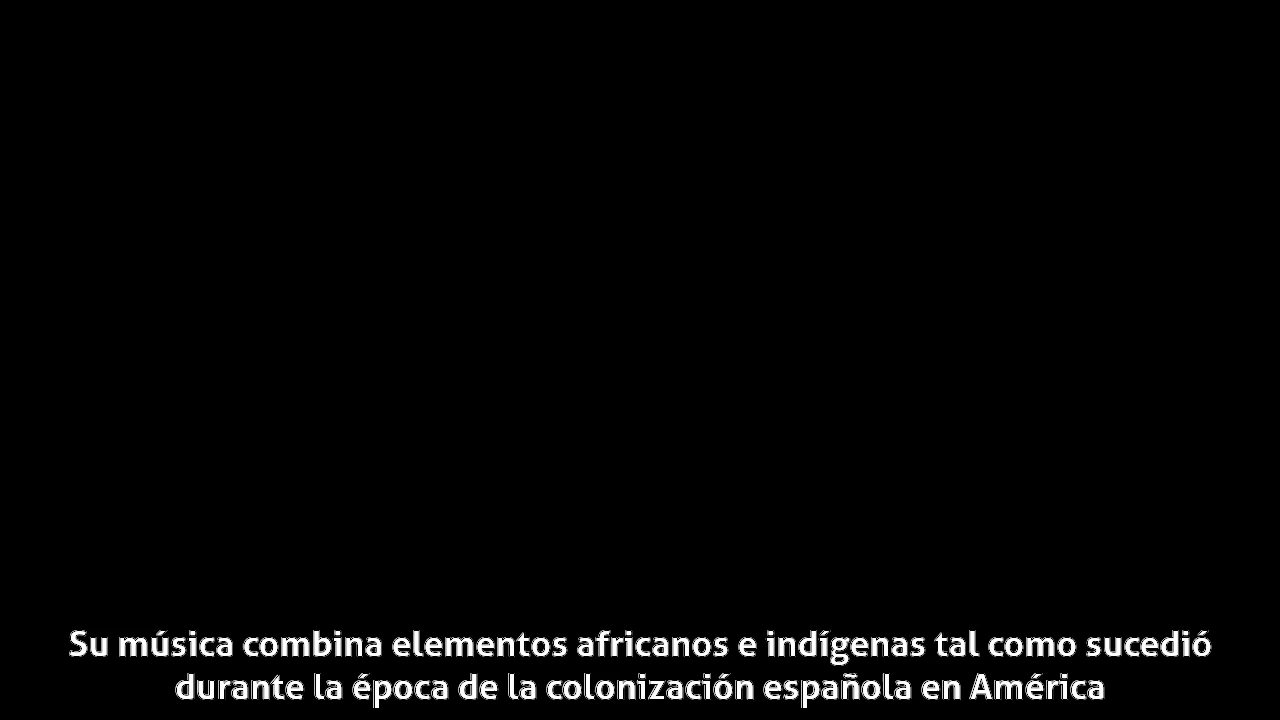 Su música combina elementos africanos e indígenas tal como sucedió
durante la época de la colonización española en América